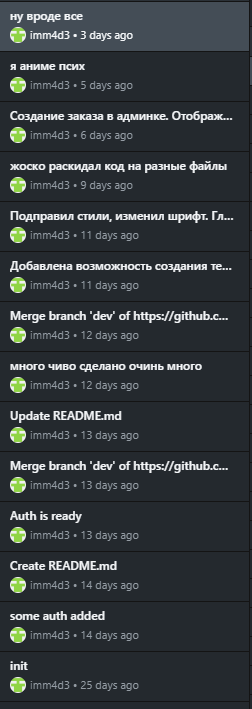 ну вроде все
imm4d3 • 3 days ago
я аниме псих
imm4d3 • 5 days ago
Создание заказа в админке. Отображ...
imm4d3 • 6 days ago
жоско раскидал код на разные файлы
imm4d3 • 9 days ago
Подправил стили, изменил шрифт. Гл...
imm4d3 • 11 days ago
Добавлена возможность создания те...
imm4d3 • 11 days ago
Merge branch 'dev' of https://github.c...
imm4d3 • 12 days ago
много чиво сделано очинь много
imm4d3 • 12 days ago
Update README.md
imm4d3 • 13 days ago
Merge branch 'dev' of https://github.c...
imm4d3 • 13 days ago
Auth is ready
imm4d3 • 13 days ago
Create README.md
imm4d3 • 14 days ago
some auth added
imm4d3 • 14 days ago
init
imm4d3 • 25 days ago